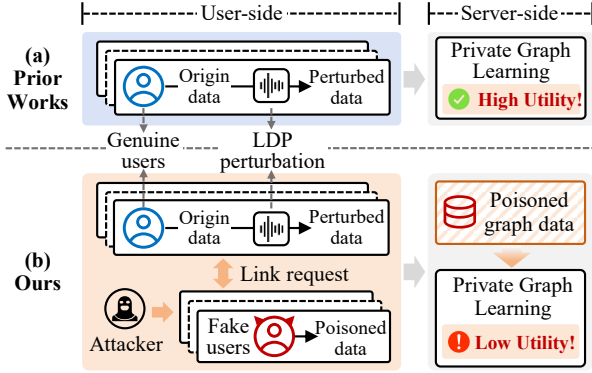 User-side
Server-side
(a)
Prior
Works
Origin
data
Perturbed
data
Private Graph
Learning
High Utility!
Genuine
users
LDP
perturbation
(b)
Ours
Origin
data
Perturbed
data
Link request
Attacker
Fake
users
Poisoned
data
Poisoned
graph data
Private Graph
Learning
Low Utility!